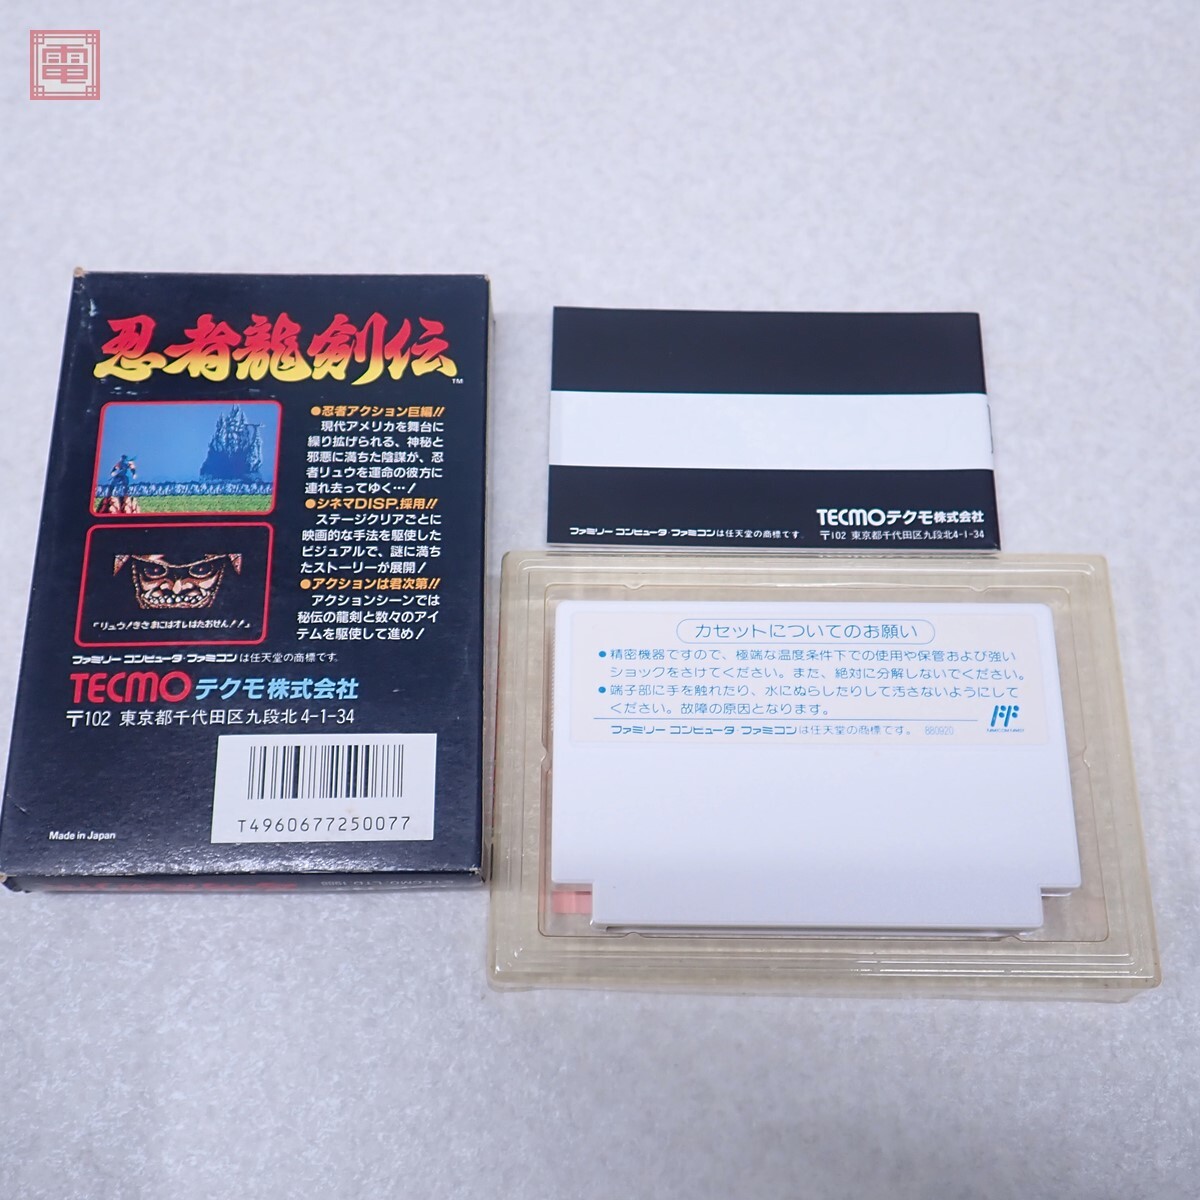 電
忍者龍剣伝
TM
●忍者アクション巨編!!
現代アメリカを舞台に
繰り拡げられる、神秘と
邪悪に満ちた陰謀が、忍
者リュウを運命の彼方に
連れ去ってゆく…!
●シネマDISP.採用!!
ステージクリアごとに
映画的な手法を駆使した
ビジュアルで、謎に満ち
たストーリーが展開!
●アクションは君次第!!
アクションシーンでは
秘伝の龍剣と数々のアイ
テムを駆使して進め!
「リュウ!きさまにはオレはたおせん!!」
ファミリーコンピュータ・ファミコンは任天堂の商標です。
TECMO テクモ株式会社
〒102 東京都千代田区九段北4-1-34
T4960677250077
Made in Japan
TECMO テクモ株式会社
ファミリーコンピュータ・ファミコンは任天堂の商標です。
〒102 東京都千代田区九段北4-1-34
カセットについてのお願い
●精密機器ですので、極端な温度条件下での使用や保管および強い
ショックをさけてください。また、絶対に分解しないでください。
●端子部に手を触れたり、水にぬらしたりして汚さないようにして
ください。故障の原因となります。
ファミリーコンピュータ・ファミコンは任天堂の商標です。 880920